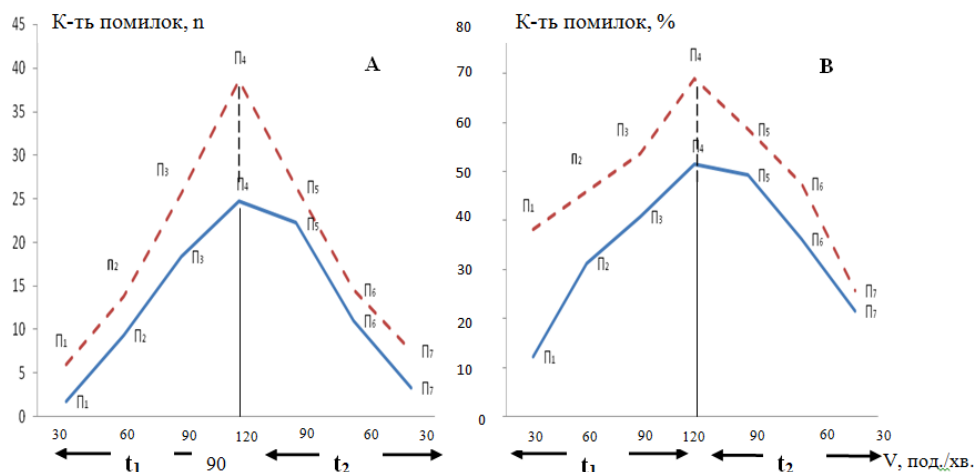 К-ть помилок, n
A
45
40
35
30
25
20
15
10
5
0
П₄
П₃
П₂
П₁
П₅
П₆
П₇
П₄
П₃
П₂
П₁
П₅
П₆
П₇
30 60 90 120 90 60 30
t₁ 90 t₂
К-ть помилок, %
B
80
70
60
50
40
30
20
10
0
П₄
П₃
П₂
П₁
П₅
П₆
П₇
П₄
П₃
П₂
П₁
П₅
П₆
П₇
30 60 90 120 90 60 30
t₁ t₂ V, под./хв.